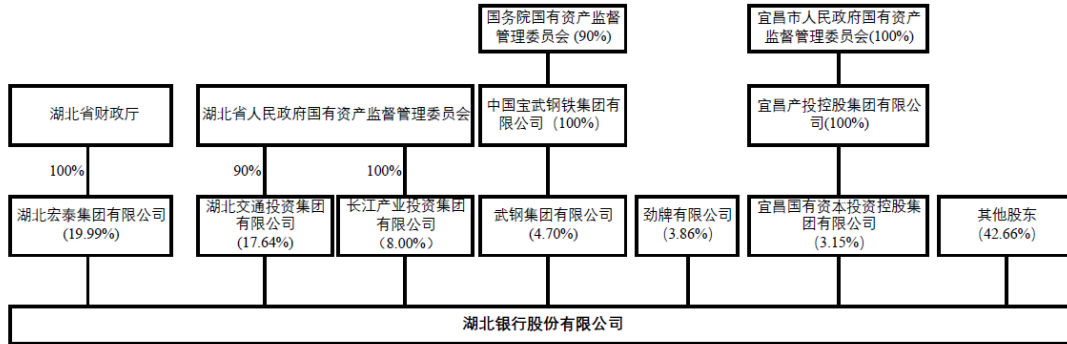 国务院国有资产监督
管理委员会 (90%)
宜昌市人民政府国有资产
监督管理委员会(100%)
湖北省财政厅
湖北省人民政府国有资产监督管理委员会
中国宝武钢铁集团有
限公司（100%）
宜昌产投控股集团有限公
司(100%)
100%
90%
100%
湖北宏泰集团有限公司
(19.99%)
湖北交通投资集团
有限公司
(17.64%)
长江产业投资集团
有限公司
（8.00%）
武钢集团有限公司
(4.70%)
劲牌有限公司
(3.86%)
宜昌国有资本投资控股集
团有限公司
(3.15%)
其他股东
(42.66%)
湖北银行股份有限公司